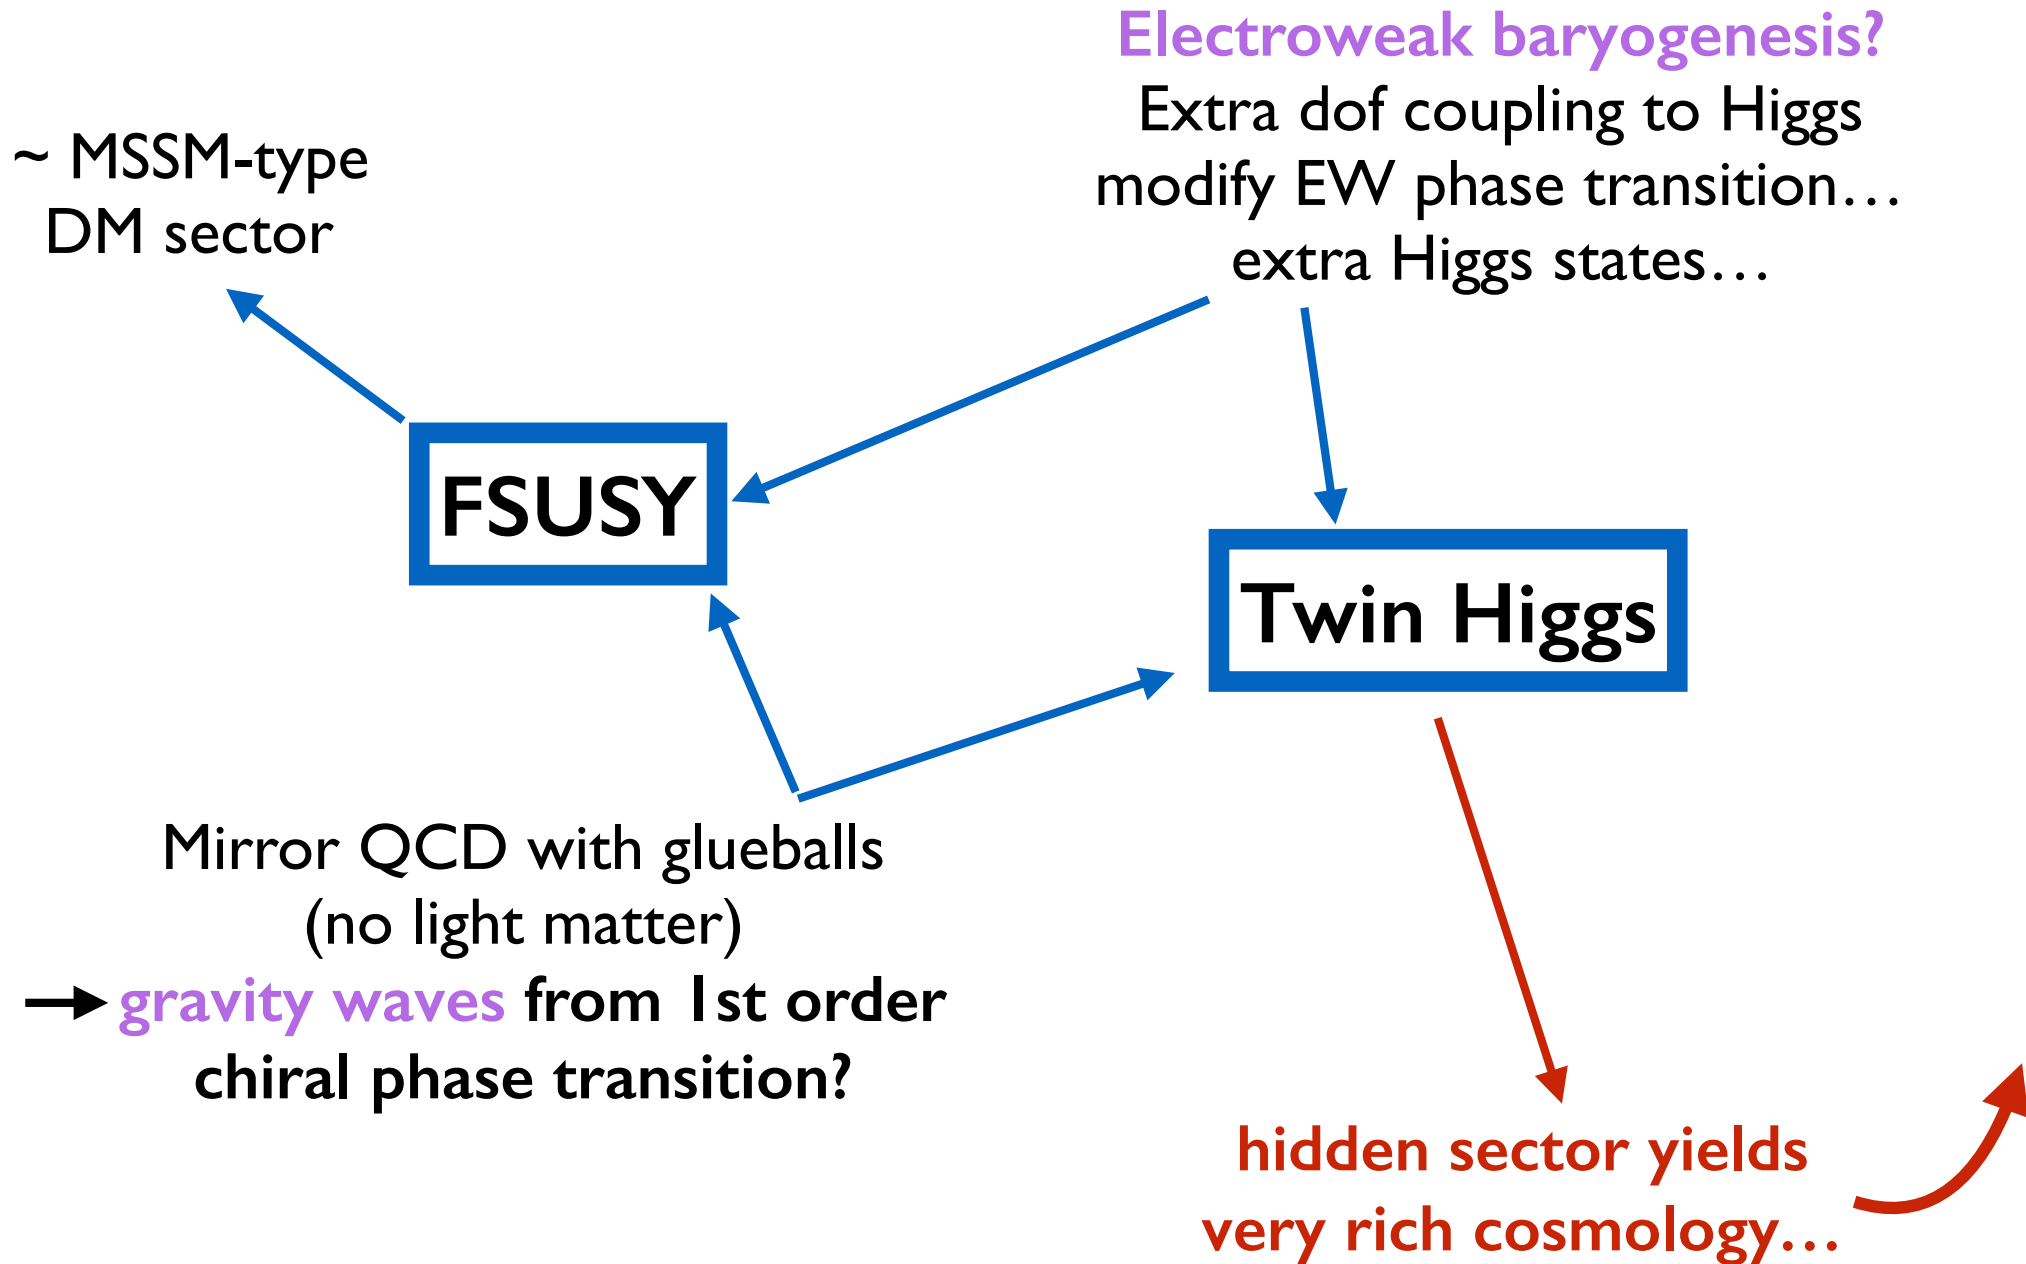 Electroweak baryogenesis?
Extra dof coupling to Higgs
modify EW phase transition…
extra Higgs states…
~ MSSM-type
DM sector
FSUSY
Twin Higgs
Mirror QCD with glueballs
(no light matter)
gravity waves from 1st order
chiral phase transition?
hidden sector yields
very rich cosmology…